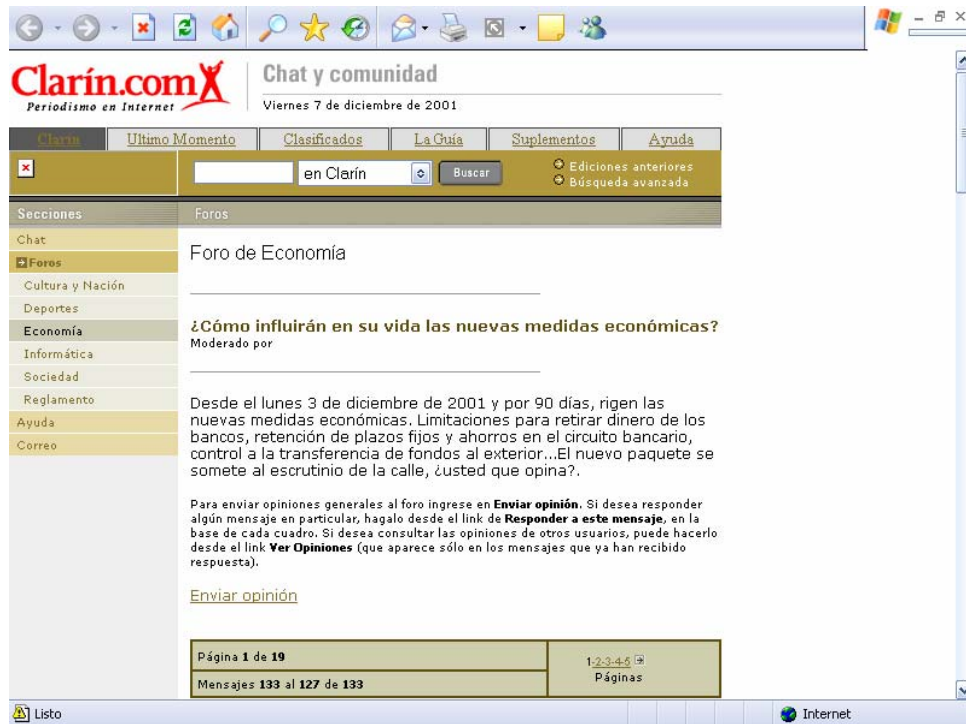 Clarín.com
Periodismo en Internet
Chat y comunidad
Viernes 7 de diciembre de 2001
Clarín
Ultimo Momento
Clasificados
La Guía
Suplementos
Ayuda
en Clarín
Buscar
Ediciones anteriores
Búsqueda avanzada
Secciones
Foros
Chat
Foros
Cultura y Nación
Deportes
Economía
Informática
Sociedad
Reglamento
Ayuda
Correo
Foro de Economía
¿Cómo influirán en su vida las nuevas medidas económicas?
Moderado por
Desde el lunes 3 de diciembre de 2001 y por 90 días, rigen las
nuevas medidas económicas. Limitaciones para retirar dinero de los
bancos, retención de plazos fijos y ahorros en el circuito bancario,
control a la transferencia de fondos al exterior...El nuevo paquete se
somete al escrutinio de la calle, ¿usted que opina?.
Para enviar opiniones generales al foro ingrese en Enviar opinión. Si desea responder
algún mensaje en particular, hagalo desde el link de Responder a este mensaje, en la
base de cada cuadro. Si desea consultar las opiniones de otros usuarios, puede hacerlo
desde el link Ver Opiniones (que aparece sólo en los mensajes que ya han recibido
respuesta).
Enviar opinión
Página 1 de 19
Mensajes 133 al 127 de 133
1-2-3-4-5
Páginas
Listo
Internet